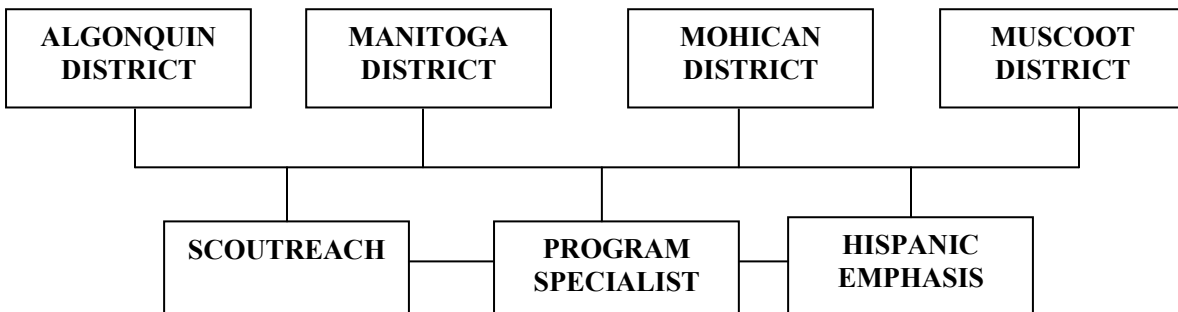 ALGONQUIN
DISTRICT
MANITOGA
DISTRICT
MOHICAN
DISTRICT
MUSCOOT
DISTRICT
SCOUTREACH
PROGRAM
SPECIALIST
HISPANIC
EMPHASIS